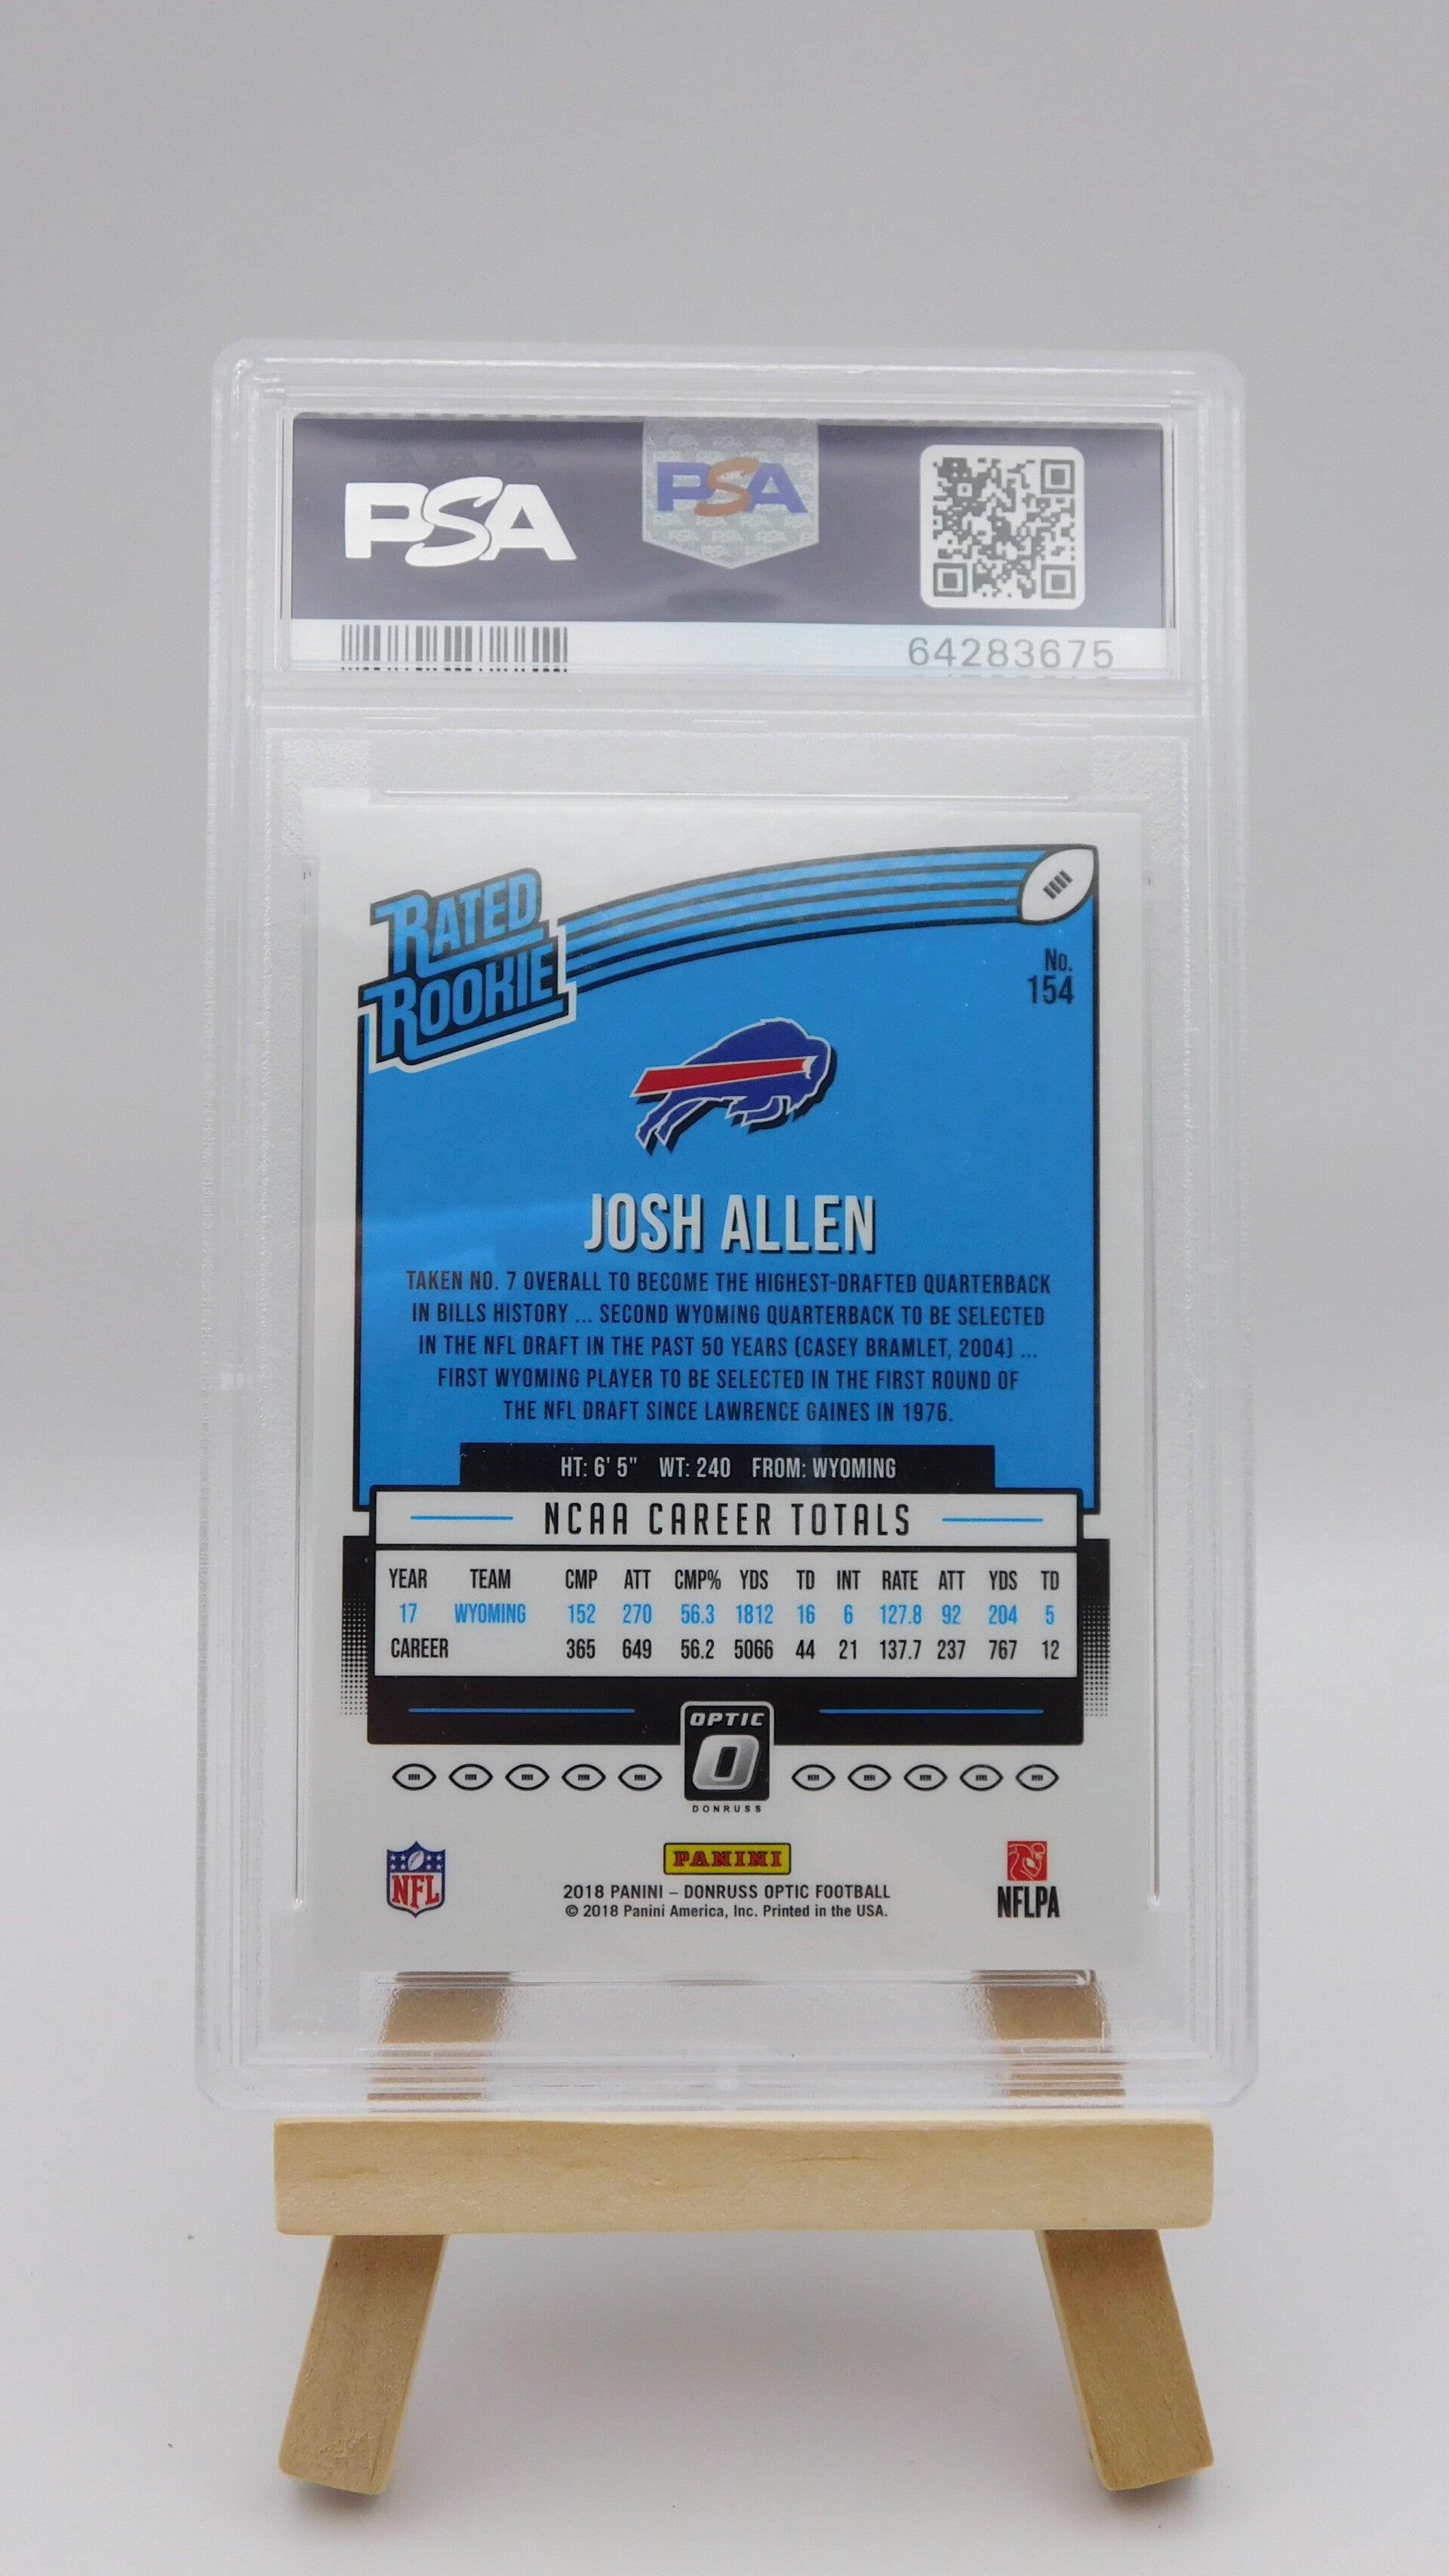 PSA PSA
64283675
RATED
ROOKIE
No.
154
JOSH ALLEN
TAKEN NO. 7 OVERALL TO BECOME THE HIGHEST-DRAFTED QUARTERBACK
IN BILLS HISTORY ... SECOND WYOMING QUARTERBACK TO BE SELECTED
IN THE NFL DRAFT IN THE PAST 50 YEARS (CASEY BRAMLET, 2004) ...
FIRST WYOMING PLAYER TO BE SELECTED IN THE FIRST ROUND OF
THE NFL DRAFT SINCE LAWRENCE GAINES IN 1976.
HT: 6' 5" WT: 240 FROM: WYOMING
NCAA CAREER TOTALS
YEAR TEAM CMP ATT CMP% YDS TD INT RATE ATT YDS TD
17 WYOMING 152 270 56.3 1812 16 6 127.8 92 204 5
CAREER 365 649 56.2 5066 44 21 137.7 237 767 12
OPTIC
O
DONRUSS
NFL PANINI NFLPA
2018 PANINI – DONRUSS OPTIC FOOTBALL
© 2018 Panini America, Inc. Printed in the USA.